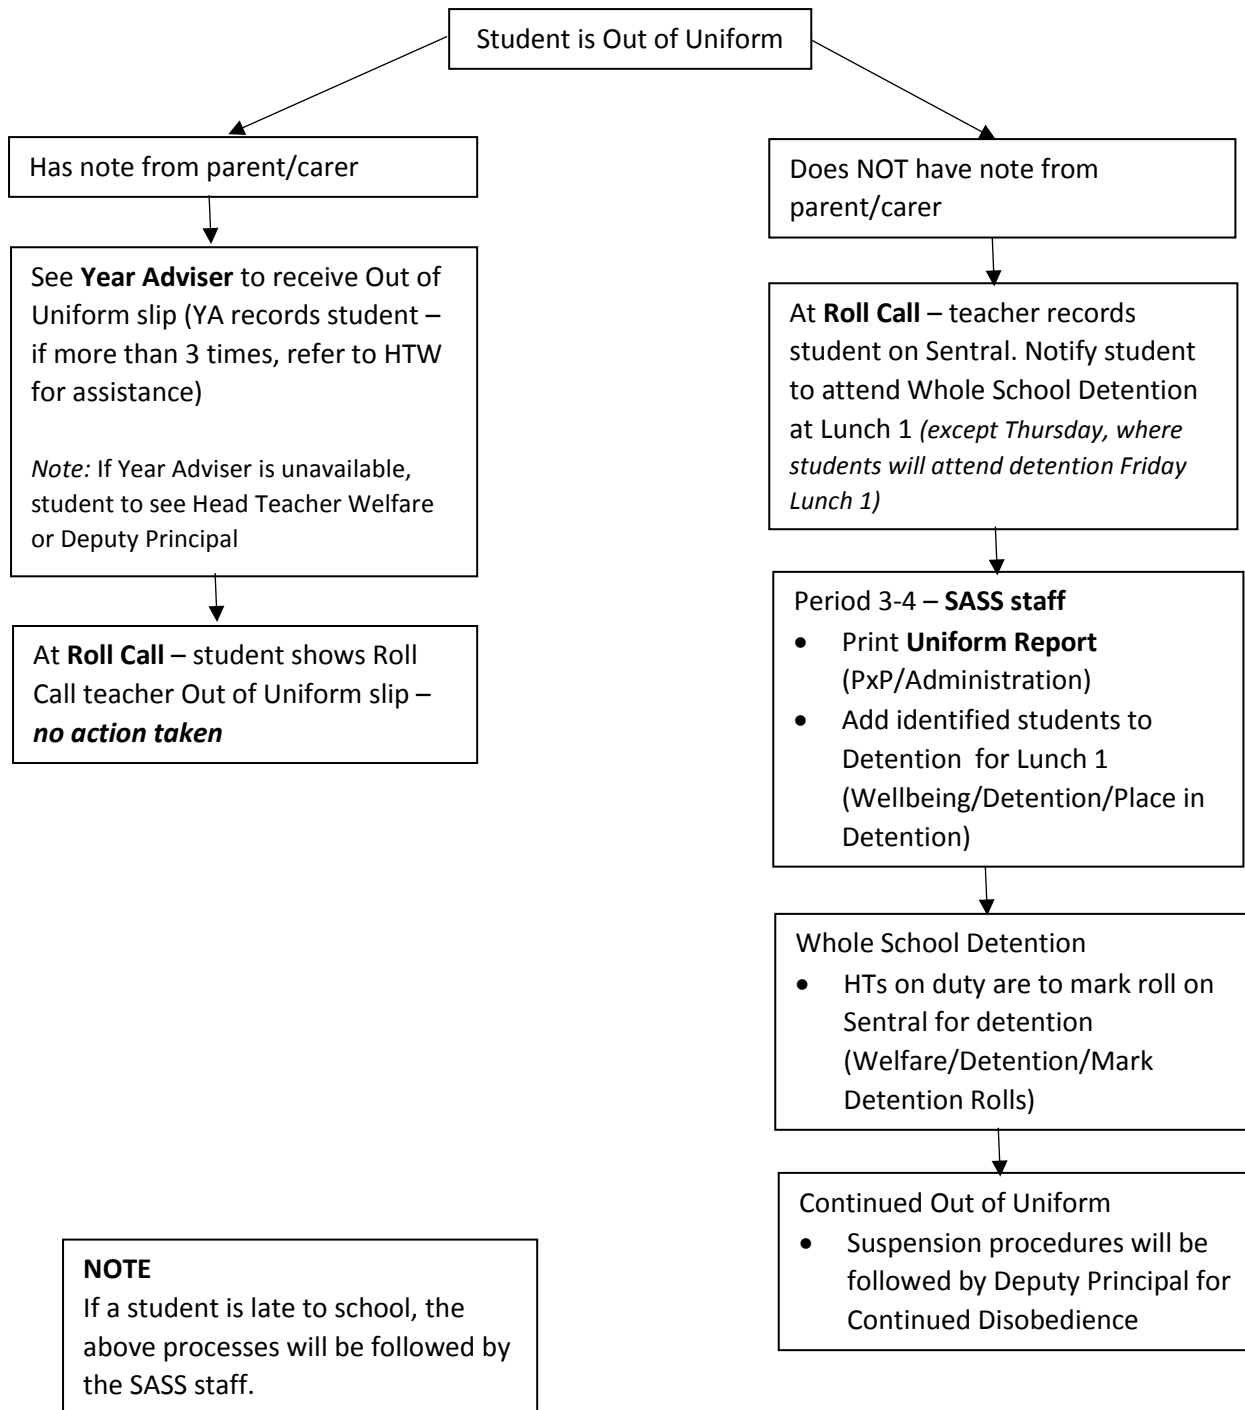 Student is Out of Uniform
Has note from parent/carer
See Year Adviser to receive Out of
Uniform slip (YA records student –
if more than 3 times, refer to HTW
for assistance)
Note: If Year Adviser is unavailable,
student to see Head Teacher Welfare
or Deputy Principal
At Roll Call – student shows Roll
Call teacher Out of Uniform slip –
no action taken
Does NOT have note from
parent/carer
At Roll Call – teacher records
student on Sentral. Notify student
to attend Whole School Detention
at Lunch 1 (except Thursday, where
students will attend detention Friday
Lunch 1)
Period 3-4 – SASS staff
• Print Uniform Report
(PxP/Administration)
• Add identified students to
Detention  for Lunch 1
(Wellbeing/Detention/Place in
Detention)
Whole School Detention
• HTs on duty are to mark roll on
Sentral for detention
(Welfare/Detention/Mark
Detention Rolls)
Continued Out of Uniform
• Suspension procedures will be
followed by Deputy Principal for
Continued Disobedience
NOTE
If a student is late to school, the
above processes will be followed by
the SASS staff.